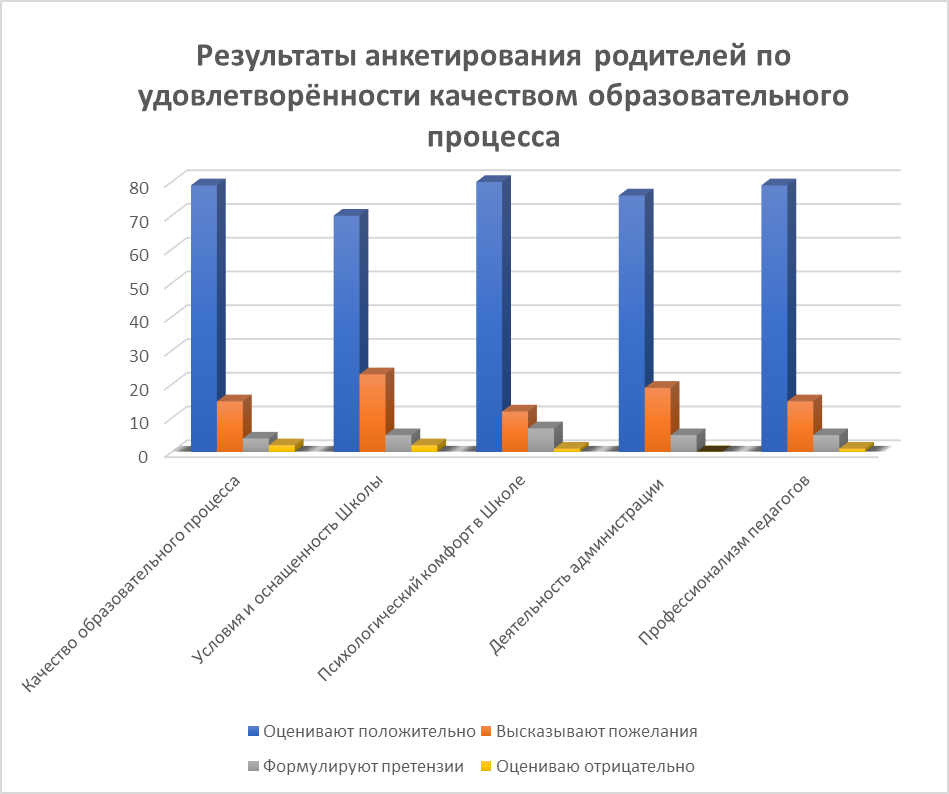 Результаты анкетирования родителей по
удовлетворённости качеством образовательного
процесса
80
70
60
50
40
30
20
10
0
Качество образовательного процесса
Условия и оснащенность Школы
Психологический комфорт в Школе
Деятельность администрации
Профессионализм педагогов
Оценивают положительно
Высказывают пожелания
Формулируют претензии
Оцениваю отрицательно